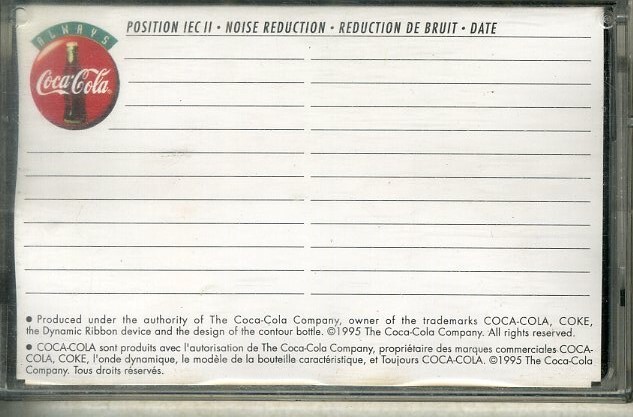 ALWAYS
Coca-Cola
POSITION IEC II • NOISE REDUCTION • REDUCTION DE BRUIT • DATE
• Produced under the authority of The Coca-Cola Company, owner of the trademarks COCA-COLA, COKE,
the Dynamic Ribbon device and the design of the contour bottle. ©1995 The Coca-Cola Company. All rights reserved.
• COCA-COLA sont produits avec l'autorisation de The Coca-Cola Company, propriétaire des marques commerciales COCA-
COLA, COKE, l'onde dynamique, le modèle de la bouteille caractéristique, et Toujours COCA-COLA. ©1995 The Coca-Cola
Company. Tous droits réservés.